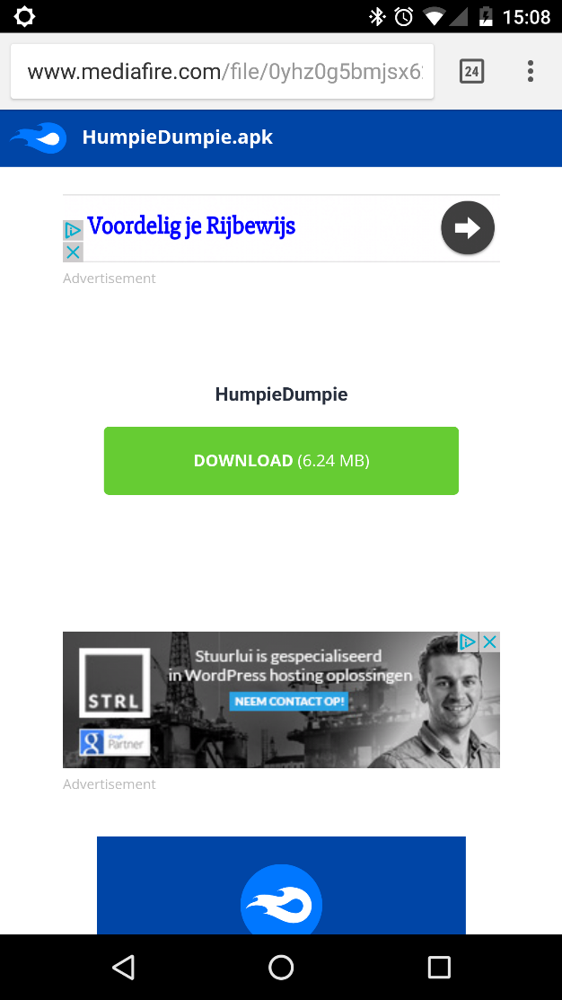 15:08
www.mediafire.com/file/0yhz0g5bmjsx6
24
HumpieDumpie.apk
Voordelig je Rijbewijs
Advertisement
HumpieDumpie
DOWNLOAD (6.24 MB)
Stuurlui is gespecialiseerd
in WordPress hosting oplossingen
NEEM CONTACT OP!
STRL
Google
Partner
Advertisement